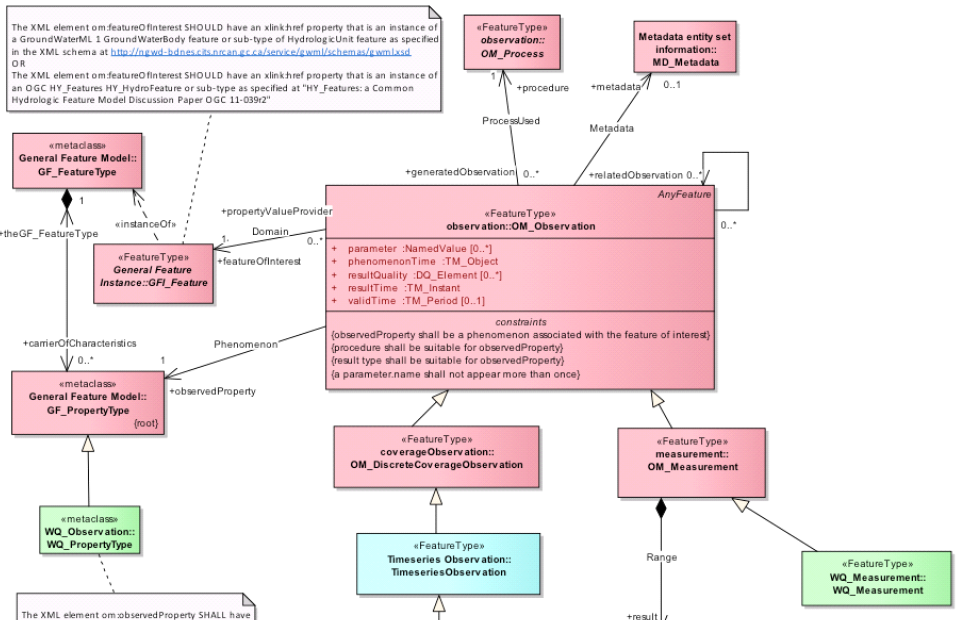 The XML element om:featureOfInterest SHOULD have an xlink:href property that is an instance of
a GroundWaterML 1 GroundWaterBody feature or sub-type of HydrologicUnit feature as specified
in the XML schema at http://ngwd-bdnes.cits.nrcan.gc.ca/service/gwml/schemas/gwml.xsd
OR
The XML element om:featureOfInterest SHOULD have an xlink:href property that is an instance of
an OGC HY_Features HY_HydroFeature or sub-type as specified at "HY_Features: a Common
Hydrologic Feature Model Discussion Paper OGC 11-039r2"
«FeatureType»
observation::
OM_Process
Metadata entity set
information::
MD_Metadata
1
+procedure
+metadata
0..1
ProcessUsed
Metadata
+generatedObservation
0..*
+relatedObservation 0..*
0..*
«metaclass»
General Feature Model::
GF_FeatureType
1
+theGF_FeatureType
«instanceOf»
«FeatureType»
General Feature
Instance::GFI_Feature
+propertyValueProvider
Domain
1.
0..*
+featureOfInterest
AnyFeature
«FeatureType»
observation::OM_Observation
+ parameter :NamedValue [0..*]
+ phenomenonTime :TM_Object
+ resultQuality :DQ_Element [0..*]
+ resultTime :TM_Instant
+ validTime :TM_Period [0..1]
constraints
{observedProperty shall be a phenomenon associated with the feature of interest}
{procedure shall be suitable for observedProperty}
{result type shall be suitable for observedProperty}
{a parameter.name shall not appear more than once}
+carrierOfCharacteristics
0..*
Phenomenon
1
+observedProperty
«metaclass»
General Feature Model::
GF_PropertyType
{root}
«FeatureType»
coverageObservation::
OM_DiscreteCoverageObservation
«FeatureType»
measurement::
OM_Measurement
«metaclass»
WQ_Observation::
WQ_PropertyType
«FeatureType»
Timeseries Observation::
TimeseriesObservation
Range
«FeatureType»
WQ_Measurement::
WQ_Measurement
+result
The XML element om:observedProperty SHALL have